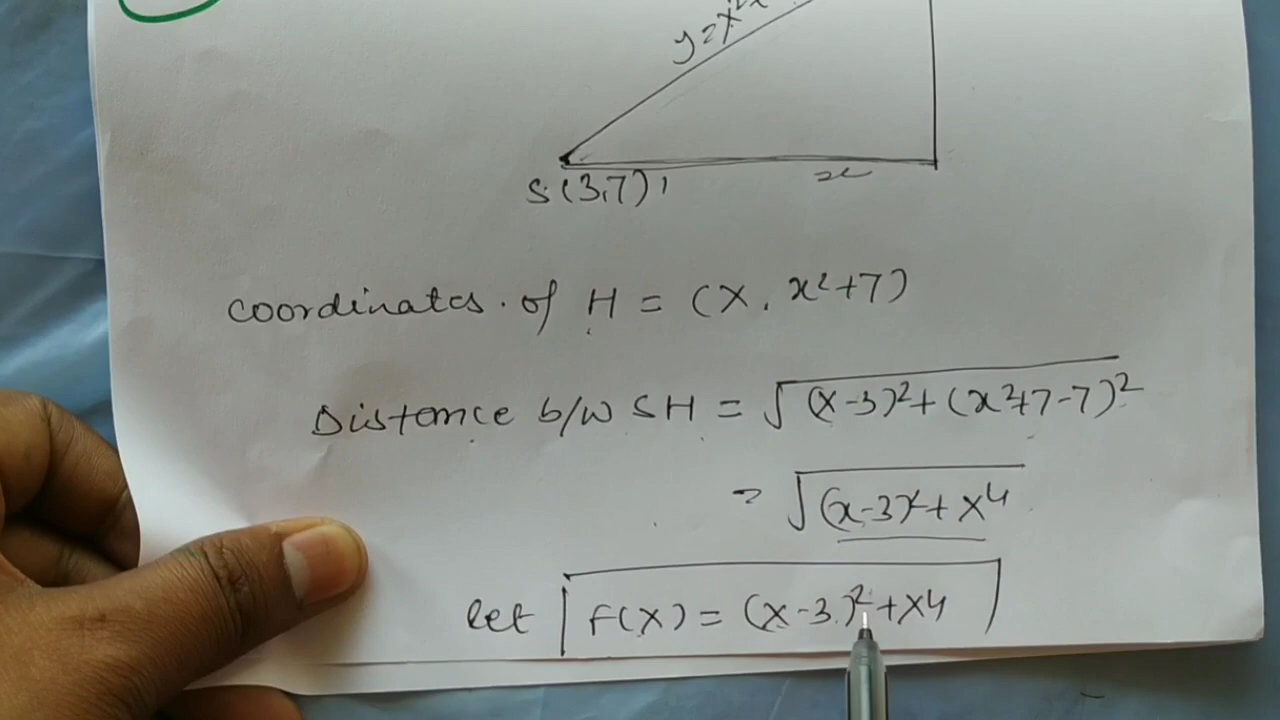 y=x²
S(3,7)
x
coordinates of H = (x, x²+7)
Distance b/w SH = √(x-3)²+(x²+7-7)²
= √(x-3)²+x⁴
let f(x) = (x-3)²+x4